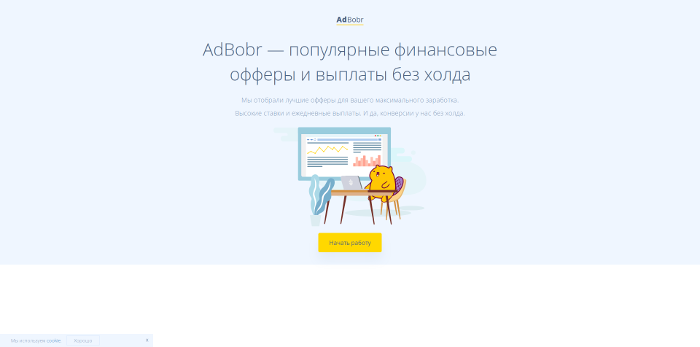 AdBobr
AdBobr — популярные финансовые
офферы и выплаты без холда
Мы отобрали лучшие офферы для вашего максимального заработка.
Высокие ставки и ежедневные выплаты. И да, конверсии у нас без холда.
Начать работу
Мы используем cookie.
Хорошо